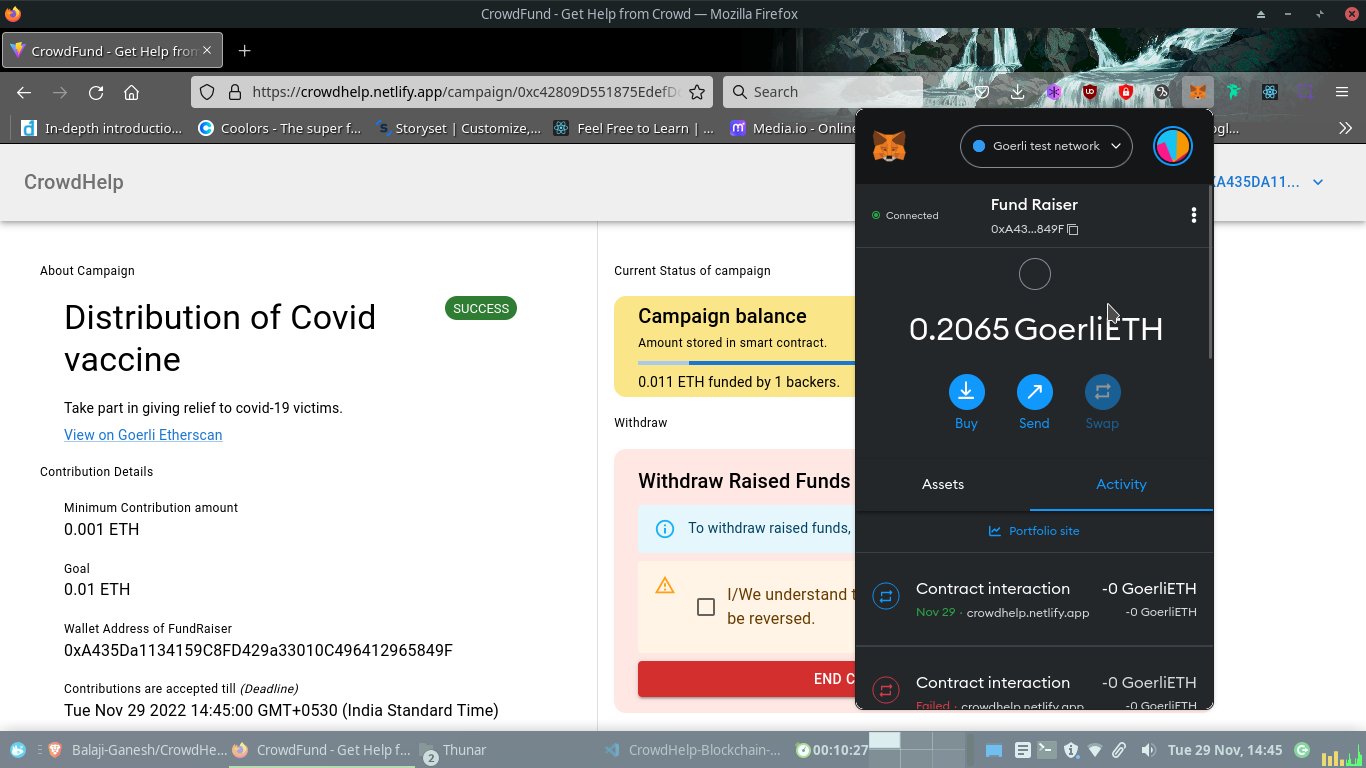 CrowdFund - Get Help from Crowd — Mozilla Firefox
CrowdFund - Get Help from
https://crowdhelp.netlify.app/campaign/0xc42809D551875EdefD
Search
In-depth introductio...
Coolors - The super f...
Storyset | Customize,...
Feel Free to Learn | ...
Media.io - Online
ogl...
CrowdHelp
XA435DA11...
Goerli test network
Connected
Fund Raiser
0xA43...849F
0.2065 GoerliETH
Buy
Send
Swap
Assets
Activity
Portfolio site
Contract interaction
-0 GoerliETH
Nov 29 · crowdhelp.netlify.app
-0 GoerliETH
Contract interaction
-0 GoerliETH
Failed · crowdhelp.netlify.app
-0 GoerliETH
About Campaign
Distribution of Covid
vaccine
SUCCESS
Take part in giving relief to covid-19 victims.
View on Goerli Etherscan
Contribution Details
Minimum Contribution amount
0.001 ETH
Goal
0.01 ETH
Wallet Address of FundRaiser
0xA435Da1134159C8FD429a33010C496412965849F
Contributions are accepted till (Deadline)
Tue Nov 29 2022 14:45:00 GMT+0530 (India Standard Time)
Current Status of campaign
Campaign balance
Amount stored in smart contract.
0.011 ETH funded by 1 backers.
Withdraw
Withdraw Raised Funds
To withdraw raised funds,
I/We understand t
be reversed.
END C
Balaji-Ganesh/CrowdHe...
CrowdFund - Get Help f...
2
Thunar
CrowdHelp-Blockchain-...
00:10:27
Tue 29 Nov, 14:45